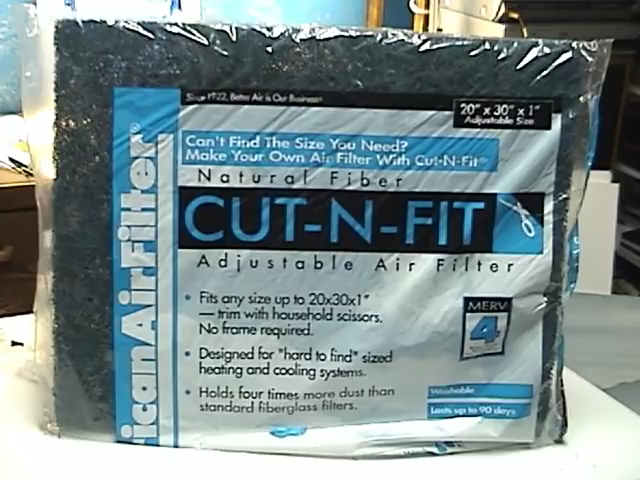 Since 1922, Better Air is Our Business
20" x 30" x 1"
Adjustable Size
icanAirFilter®
Can't Find The Size You Need?
Make Your Own Air Filter With Cut-N-Fit®
Natural Fiber
CUT-N-FIT
Adjustable Air Filter
• Fits any size up to 20x30x1"
— trim with household scissors.
No frame required.
• Designed for "hard to find" sized
heating and cooling systems.
• Holds four times more dust than
standard fiberglass filters.
MERV
4
Washable
Lasts up to 90 days